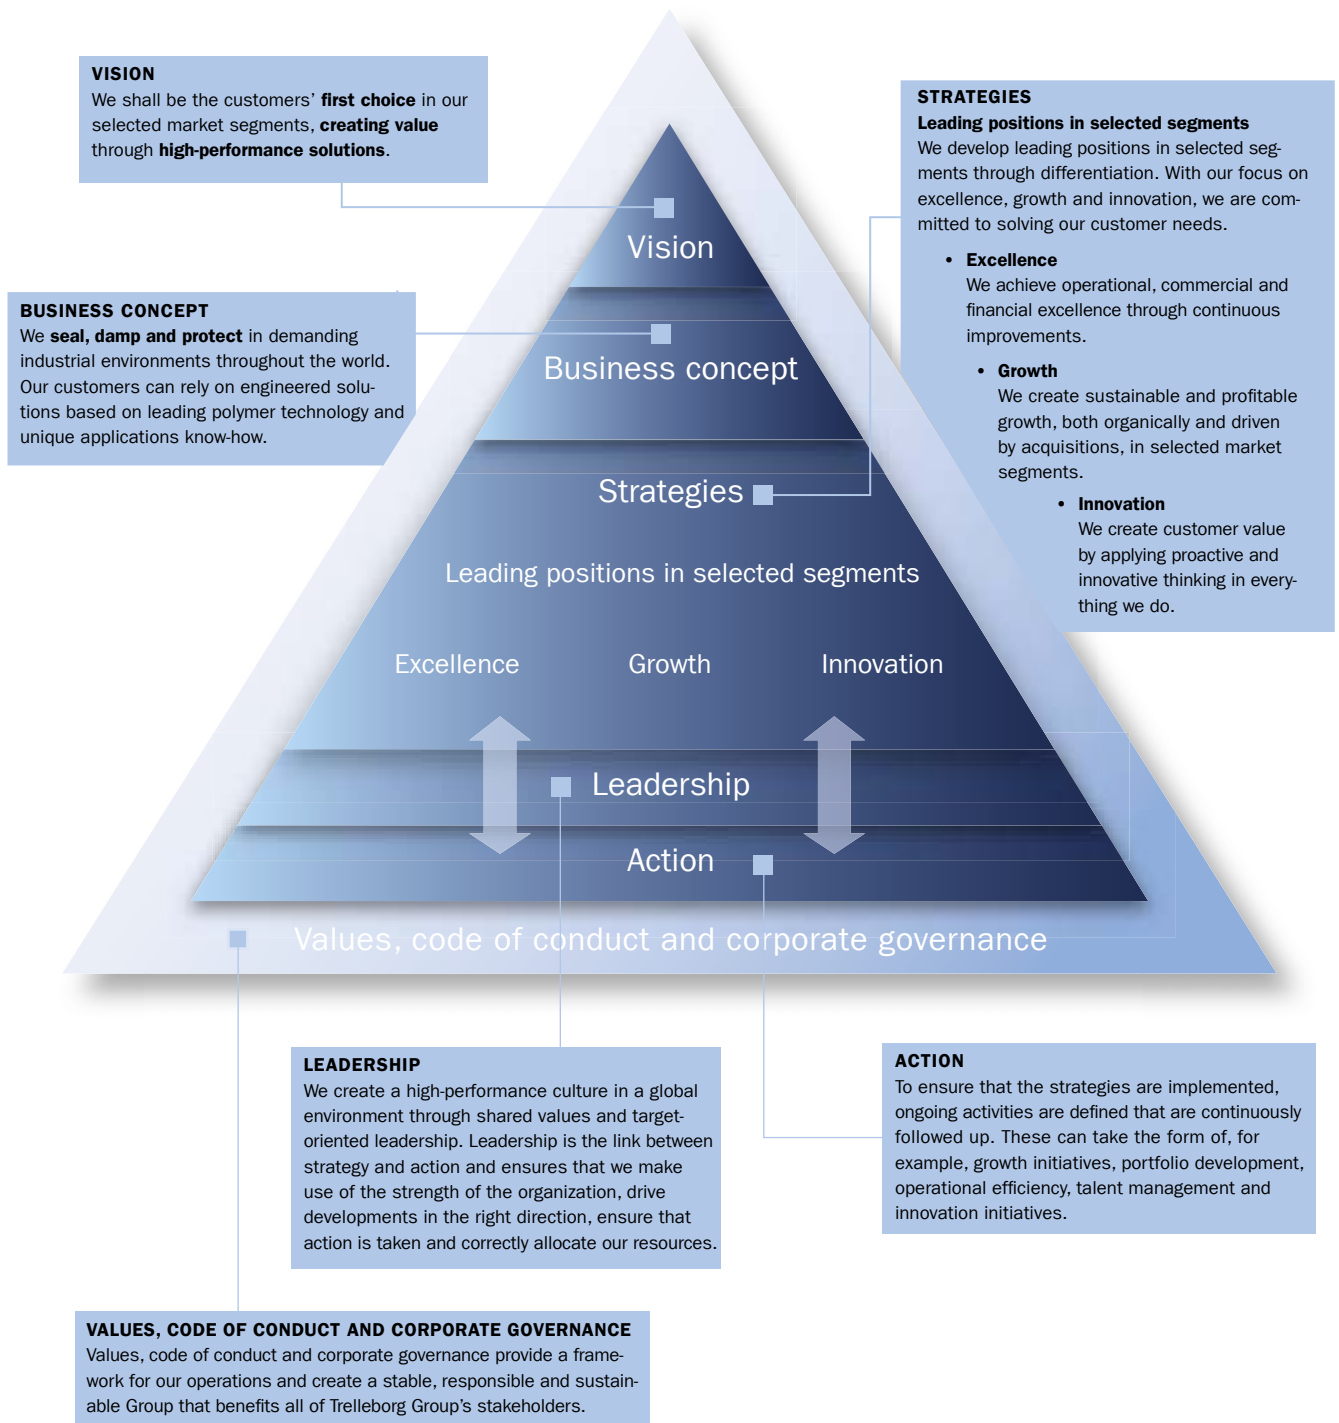 VISION
We shall be the customers’ first choice in our
selected market segments, creating value
through high-performance solutions.
STRATEGIES
Leading positions in selected segments
We develop leading positions in selected seg-
ments through differentiation. With our focus on
excellence, growth and innovation, we are com-
mitted to solving our customer needs.
• Excellence
We achieve operational, commercial and
financial excellence through continuous
improvements.
• Growth
We create sustainable and profitable
growth, both organically and driven
by acquisitions, in selected market
segments.
• Innovation
We create customer value
by applying proactive and
innovative thinking in every-
thing we do.
BUSINESS CONCEPT
We seal, damp and protect in demanding
industrial environments throughout the world.
Our customers can rely on engineered solu-
tions based on leading polymer technology and
unique applications know-how.
Vision
Business concept
Strategies
Leading positions in selected segments
Excellence Growth Innovation
Leadership
Action
Values, code of conduct and corporate governance
LEADERSHIP
We create a high-performance culture in a global
environment through shared values and target-
oriented leadership. Leadership is the link between
strategy and action and ensures that we make
use of the strength of the organization, drive
developments in the right direction, ensure that
action is taken and correctly allocate our resources.
ACTION
To ensure that the strategies are implemented,
ongoing activities are defined that are continuously
followed up. These can take the form of, for
example, growth initiatives, portfolio development,
operational efficiency, talent management and
innovation initiatives.
VALUES, CODE OF CONDUCT AND CORPORATE GOVERNANCE
Values, code of conduct and corporate governance provide a frame-
work for our operations and create a stable, responsible and sustain-
able Group that benefits all of Trelleborg Group’s stakeholders.